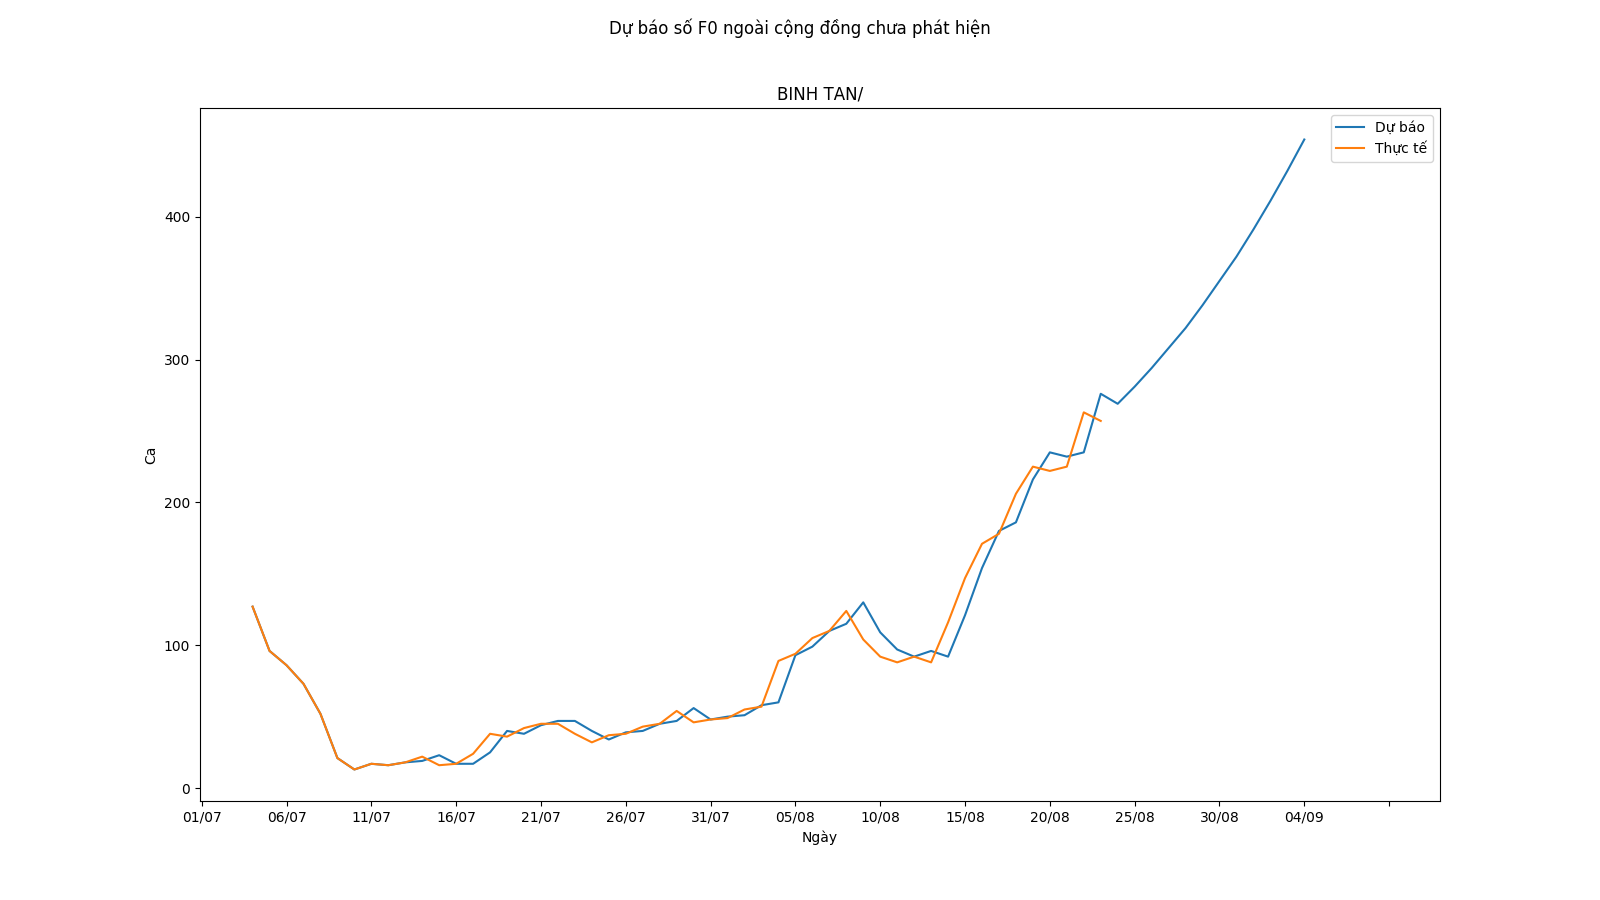 Dự báo số F0 ngoài cộng đồng chưa phát hiện
BINH TAN/
Dự báo
Thực tế
400
300
200
100
0
Ca
01/07 06/07 11/07 16/07 21/07 26/07 31/07 05/08 10/08 15/08 20/08 25/08 30/08 04/09
Ngày